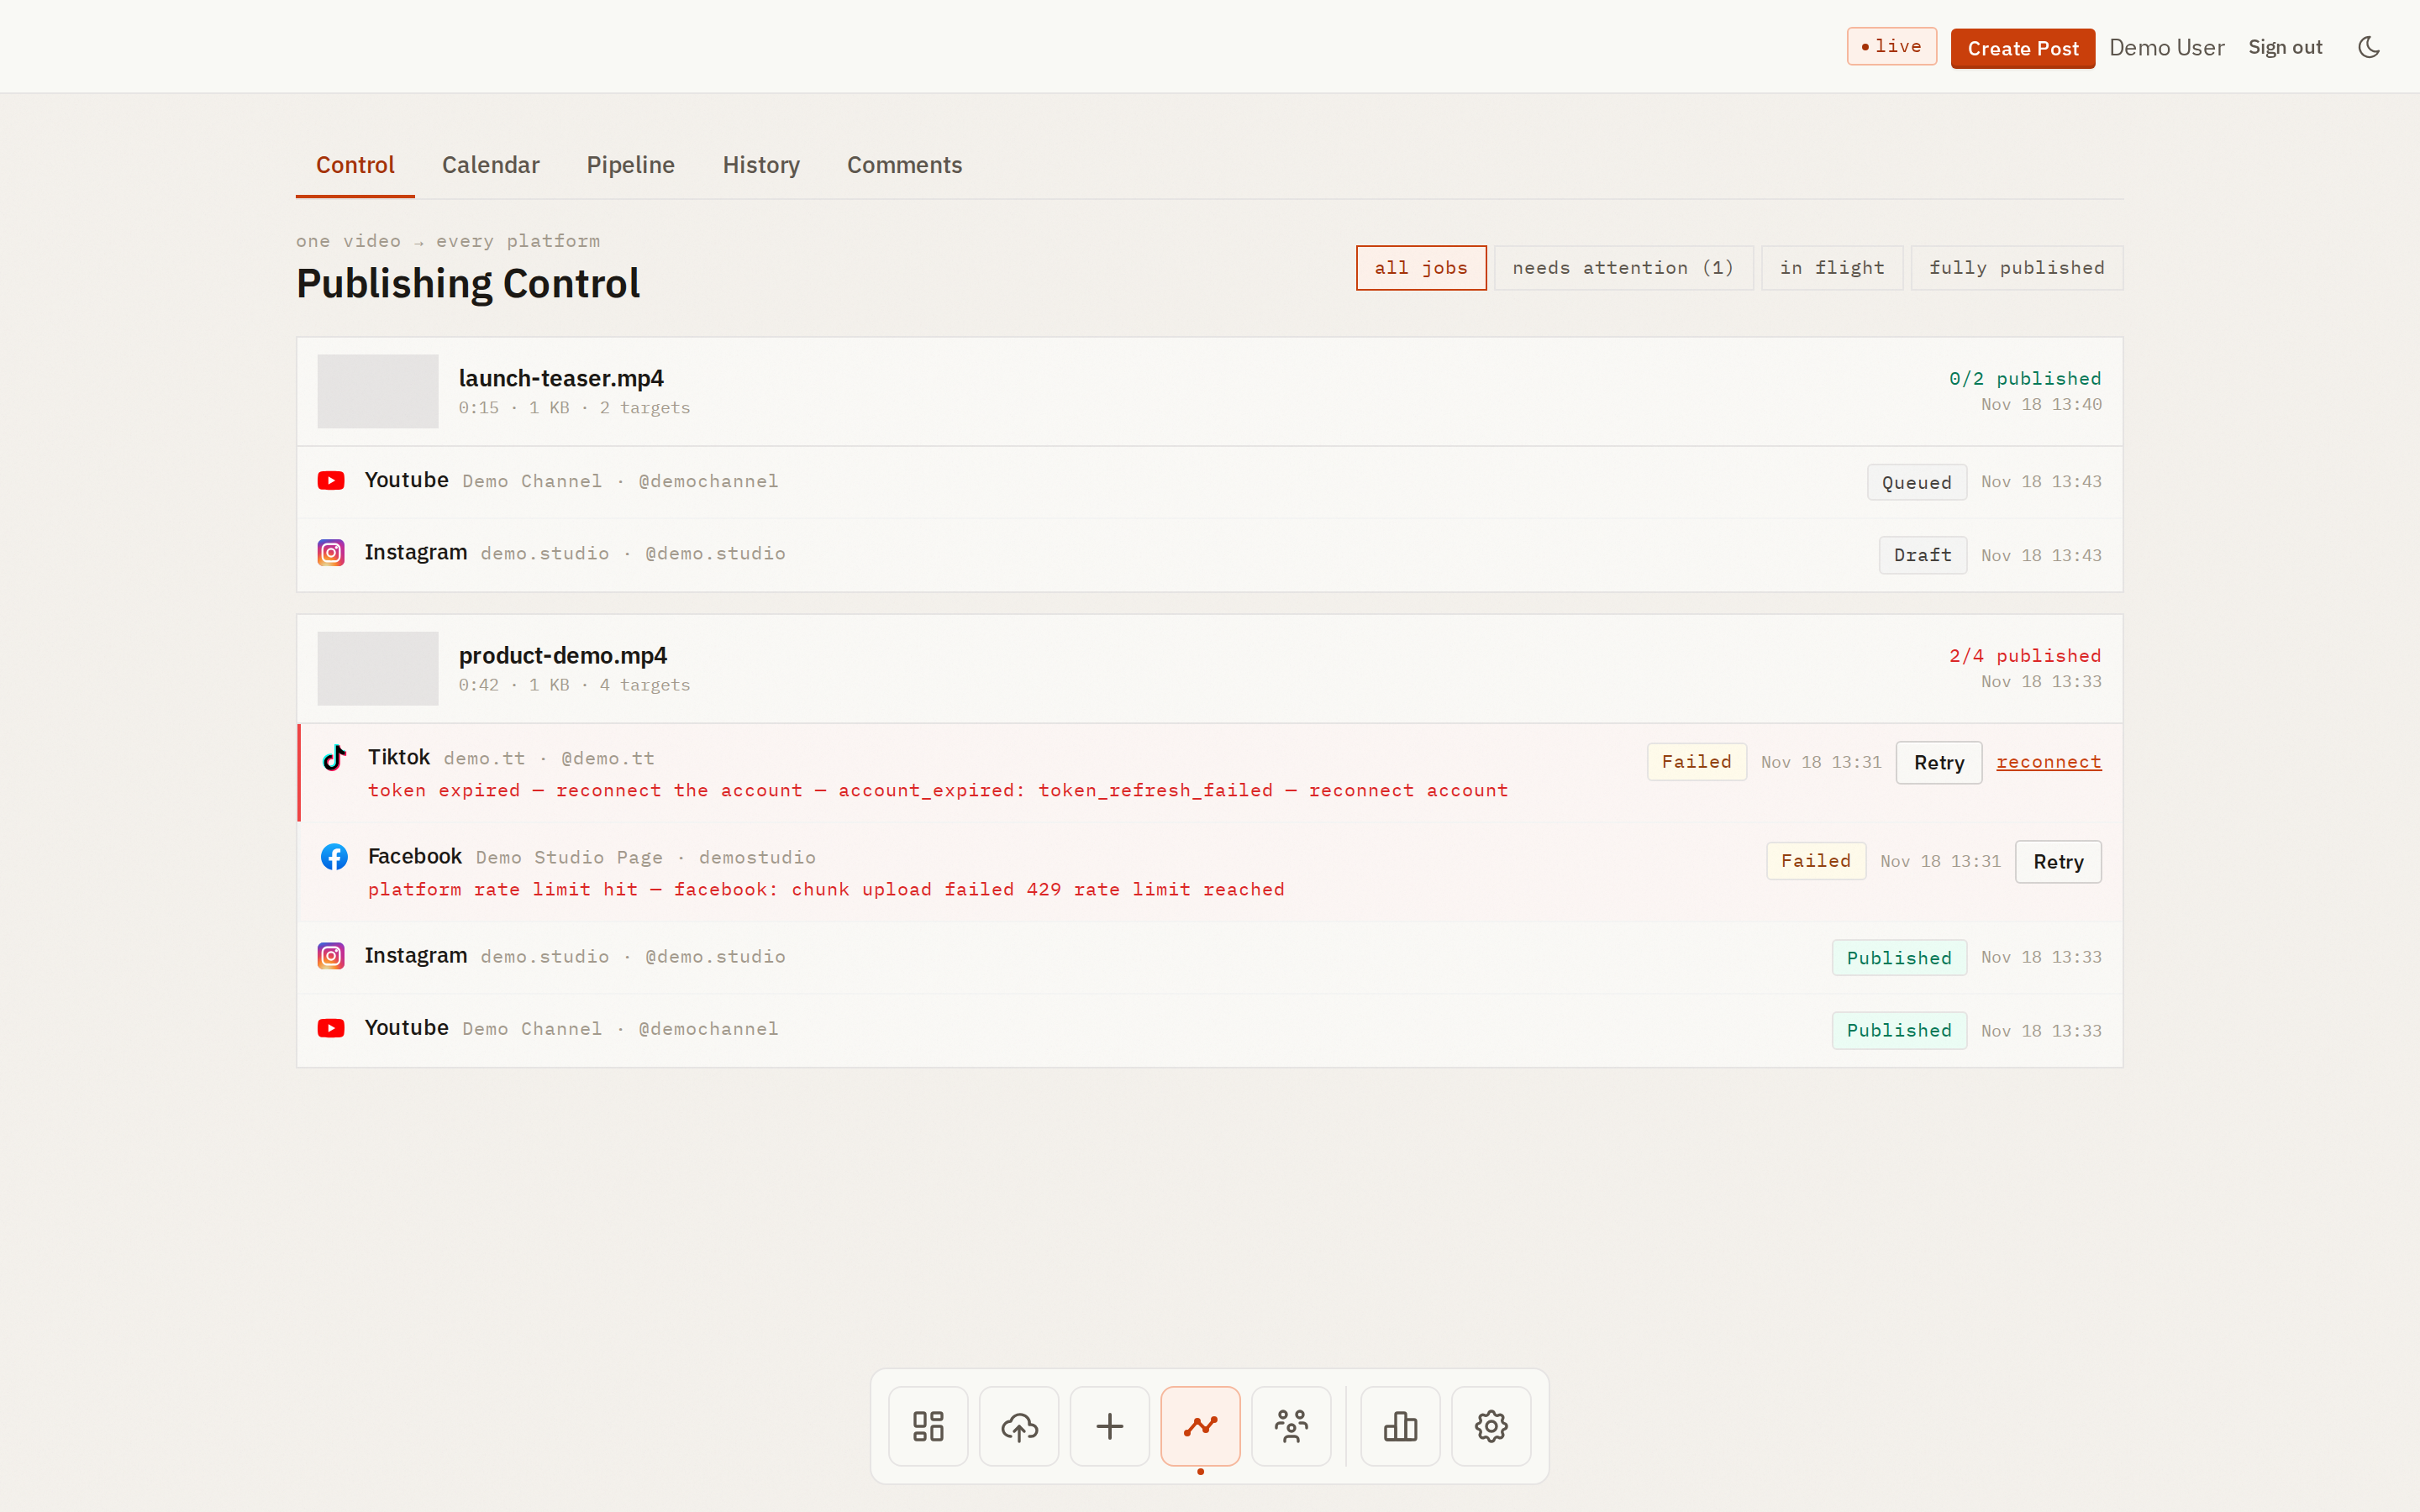 • live
Create Post
Demo User
Sign out
Control
Calendar
Pipeline
History
Comments
one video → every platform
Publishing Control
all jobs
needs attention (1)
in flight
fully published
launch-teaser.mp4
0:15 · 1 KB · 2 targets
0/2 published
Nov 18 13:40
Youtube Demo Channel · @demochannel
Queued Nov 18 13:43
Instagram demo.studio · @demo.studio
Draft Nov 18 13:43
product-demo.mp4
0:42 · 1 KB · 4 targets
2/4 published
Nov 18 13:33
Tiktok demo.tt · @demo.tt
Failed Nov 18 13:31 Retry reconnect
token expired — reconnect the account — account_expired: token_refresh_failed — reconnect account
Facebook Demo Studio Page · demostudio
Failed Nov 18 13:31 Retry
platform rate limit hit — facebook: chunk upload failed 429 rate limit reached
Instagram demo.studio · @demo.studio
Published Nov 18 13:33
Youtube Demo Channel · @demochannel
Published Nov 18 13:33